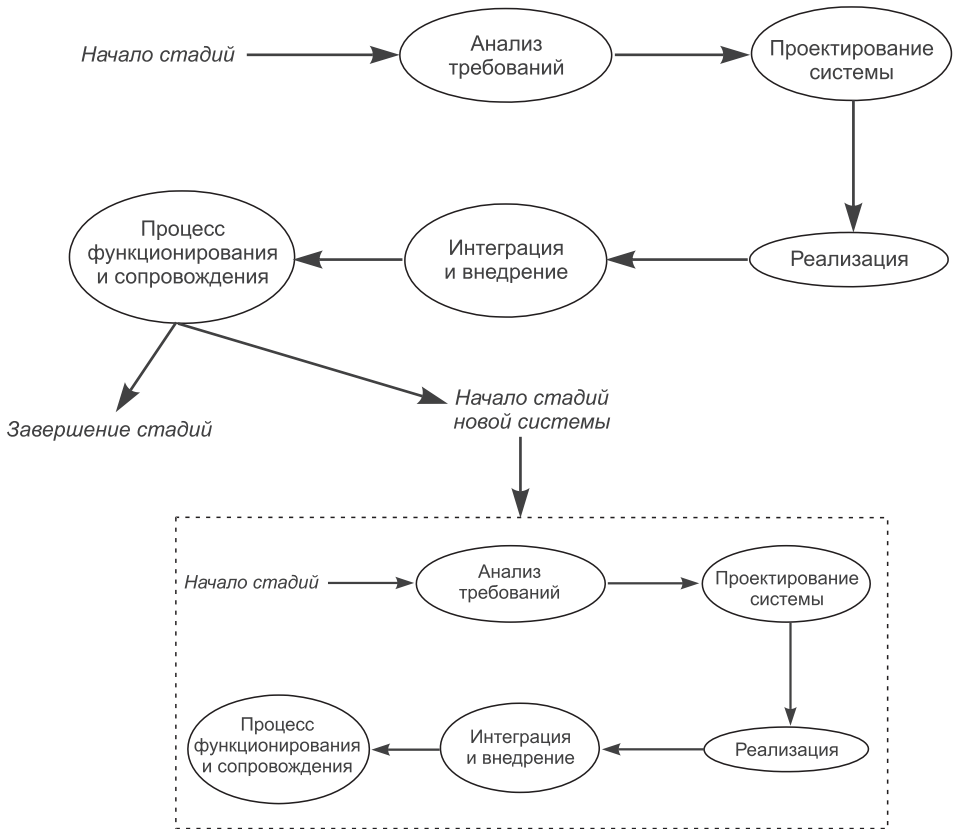 Начало стадий
Анализ
требований
Проектирование
системы
Процесс
функционирования
и сопровождения
Интеграция
и внедрение
Реализация
Завершение стадий
Начало стадий
новой системы
Начало стадий
Анализ
требований
Проектирование
системы
Процесс
функционирования
и сопровождения
Интеграция
и внедрение
Реализация